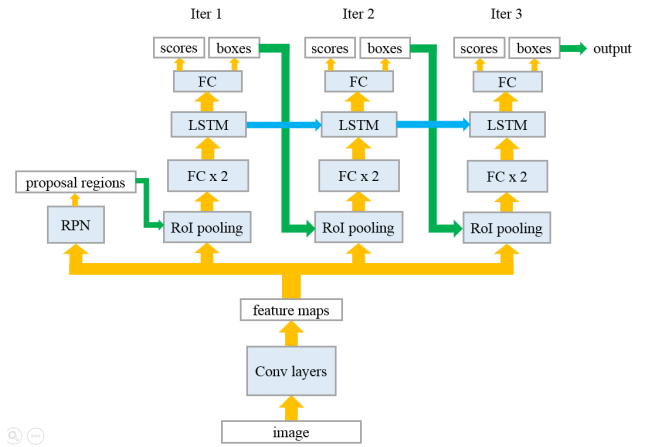 Iter 1 Iter 2 Iter 3
scores boxes scores boxes scores boxes output
FC FC FC
LSTM LSTM LSTM
FC x 2 FC x 2 FC x 2
proposal regions
RPN RoI pooling RoI pooling RoI pooling
feature maps
Conv layers
image